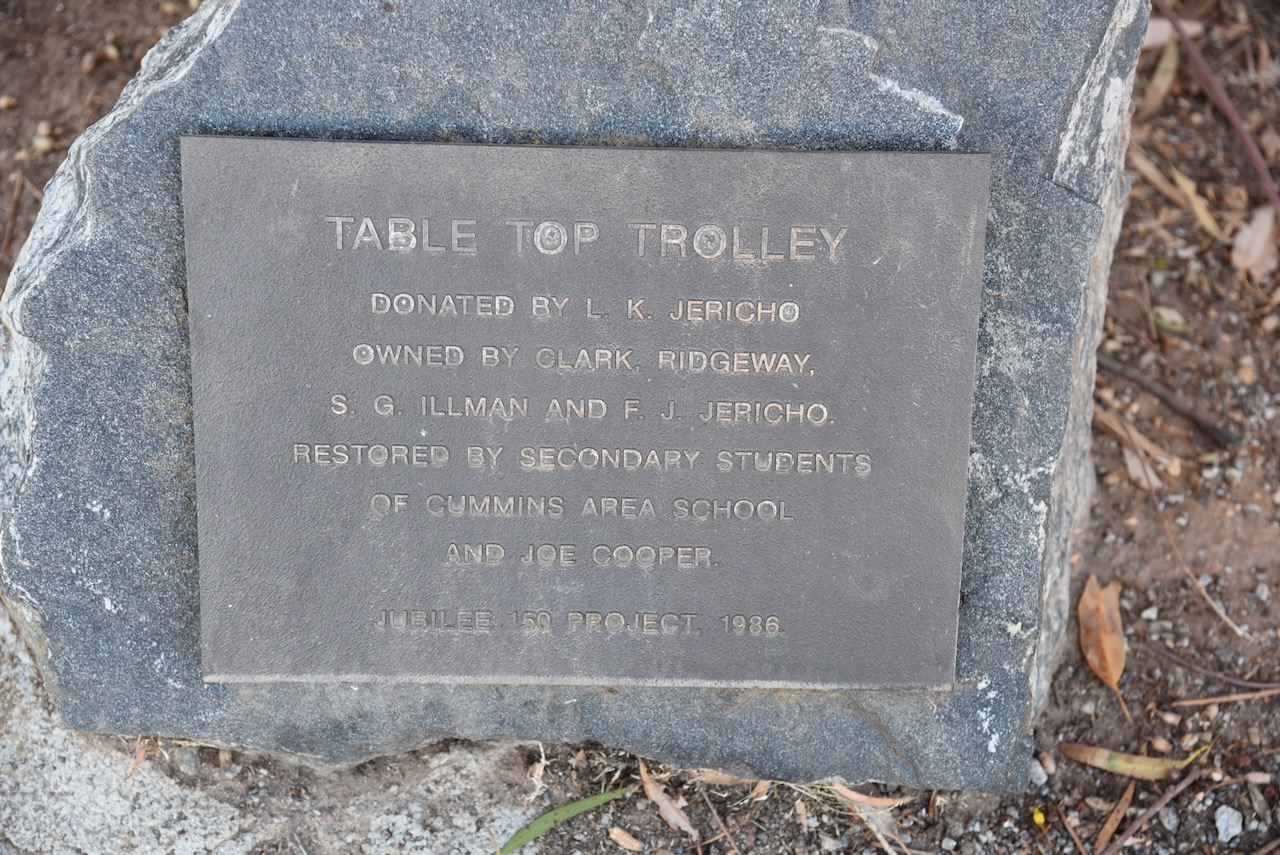 TABLE TOP TROLLEY
DONATED BY L. K. JERICHO
OWNED BY CLARK, RIDGEWAY,
S. G. ILLMAN AND F. J. JERICHO.
RESTORED BY SECONDARY STUDENTS
OF CUMMINS AREA SCHOOL
AND JOE COOPER.
JUBILEE 150 PROJECT, 1986.